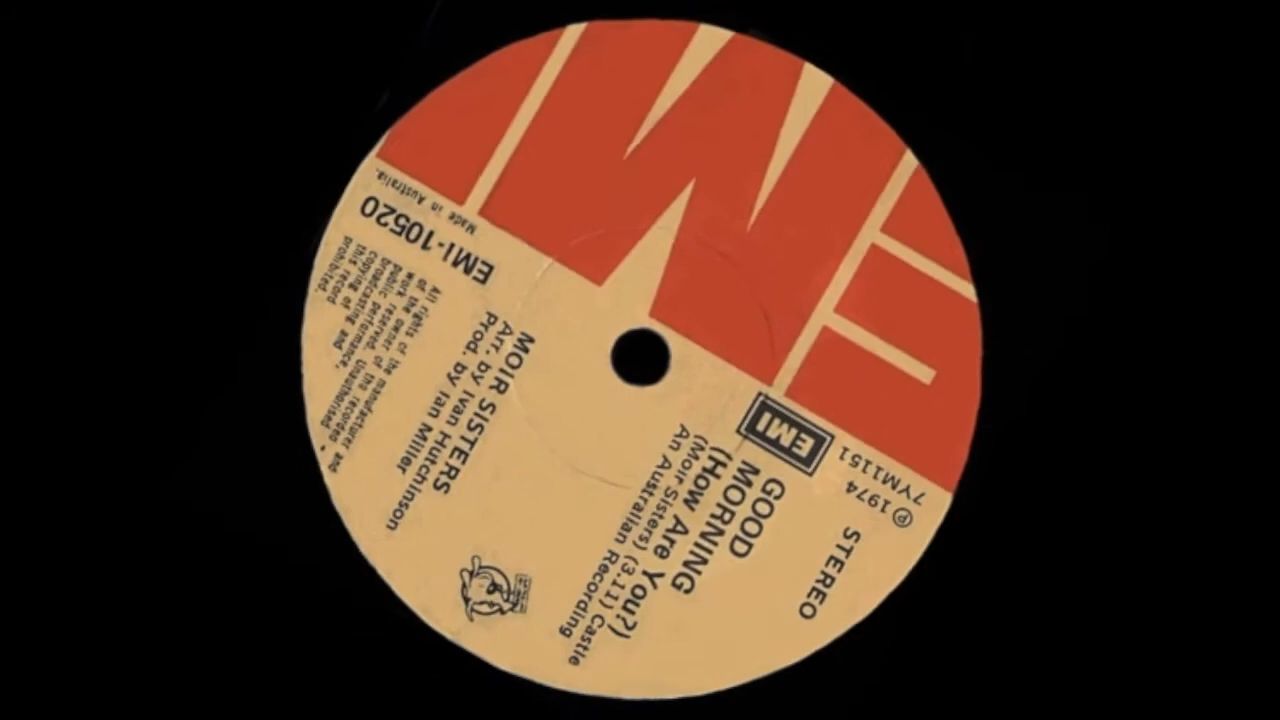 EMI
Made in Australia.
EMI-10520
EMI
℗ 1974
7YM1151
STEREO
GOOD
MORNING
(How Are You?)
(Moir Sisters) (3.11) Castle
An Australian Recording
MOIR SISTERS
Arr. by Ivan Hutchinson
Prod. by Ian Miller
All rights of the manufacturer and
of the owner of the recorded
work reserved. Unauthorised
public performance,
broadcasting and
copying of
this record
prohibited.